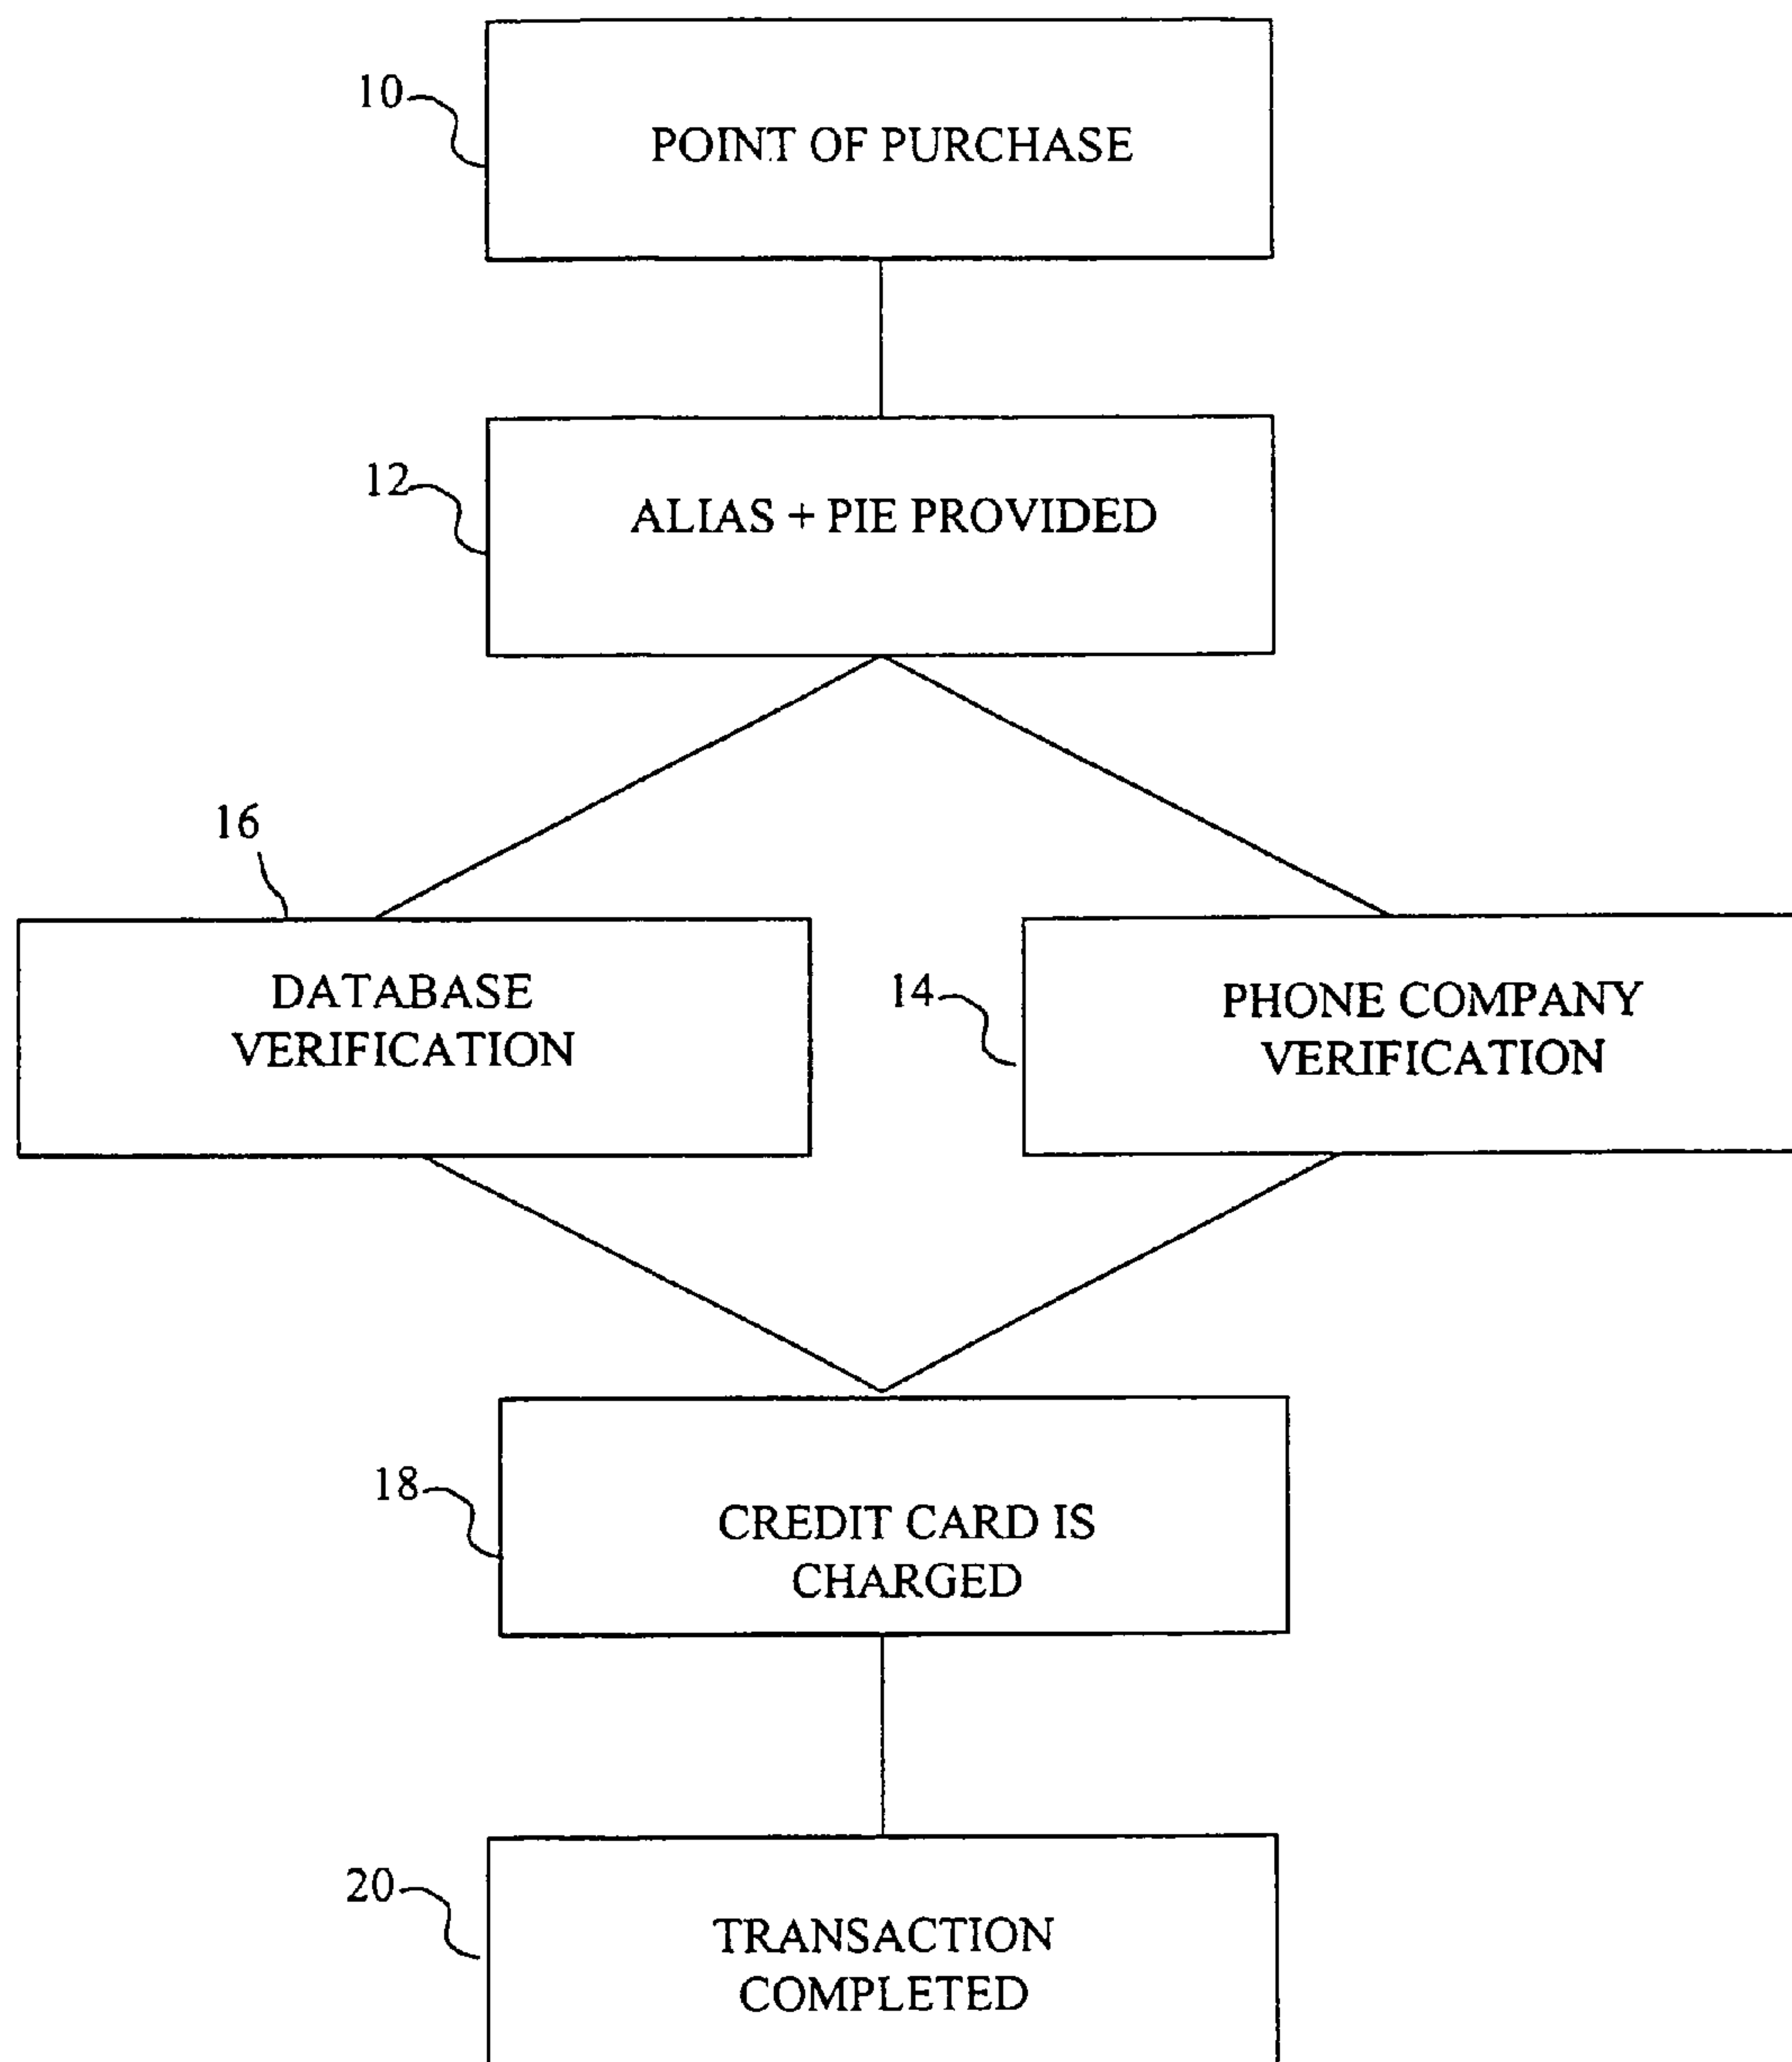 10
POINT OF PURCHASE
12
ALIAS + PIE PROVIDED
16
DATABASE
VERIFICATION
14
PHONE COMPANY
VERIFICATION
18
CREDIT CARD IS
CHARGED
20
TRANSACTION
COMPLETED